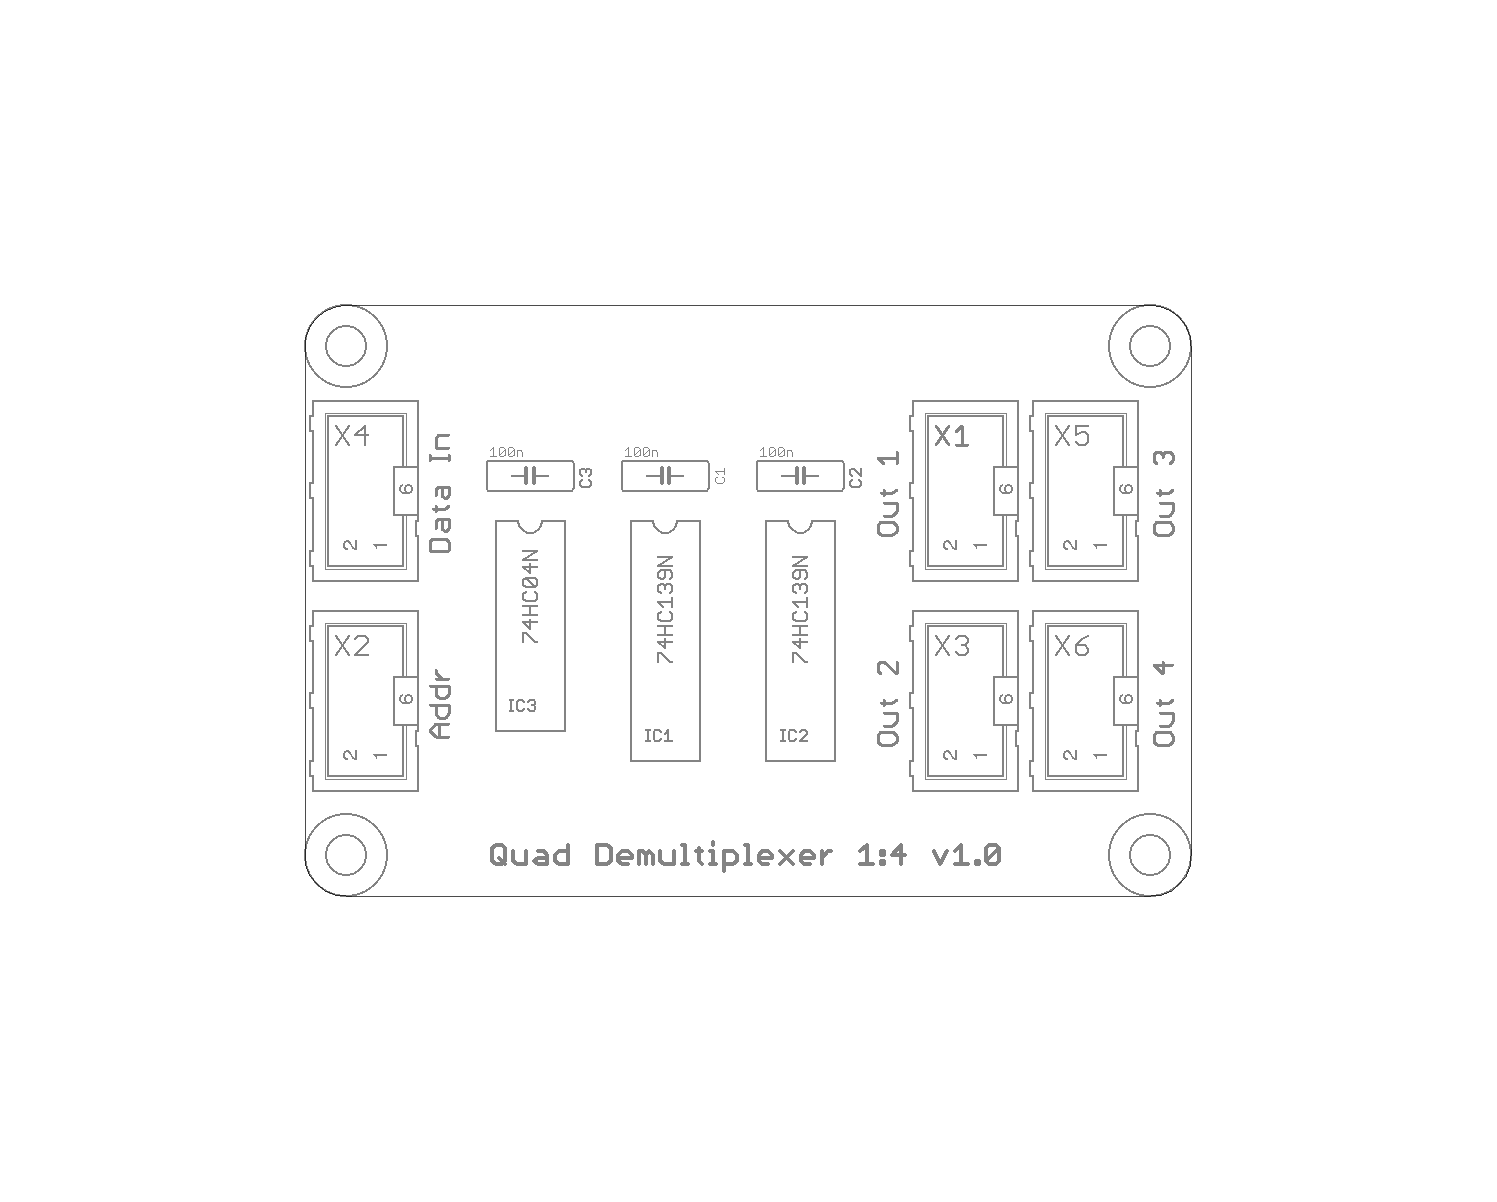 X4
6
2 1
Data In
100n
C3
100n
C1
100n
C2
Out 1
X1
6
2 1
X5
6
2 1
Out 3
74HC04N
IC3
74HC139N
IC1
74HC139N
IC2
X2
6
2 1
Addr
Out 2
X3
6
2 1
X6
6
2 1
Out 4
Quad Demultiplexer 1:4 v1.0